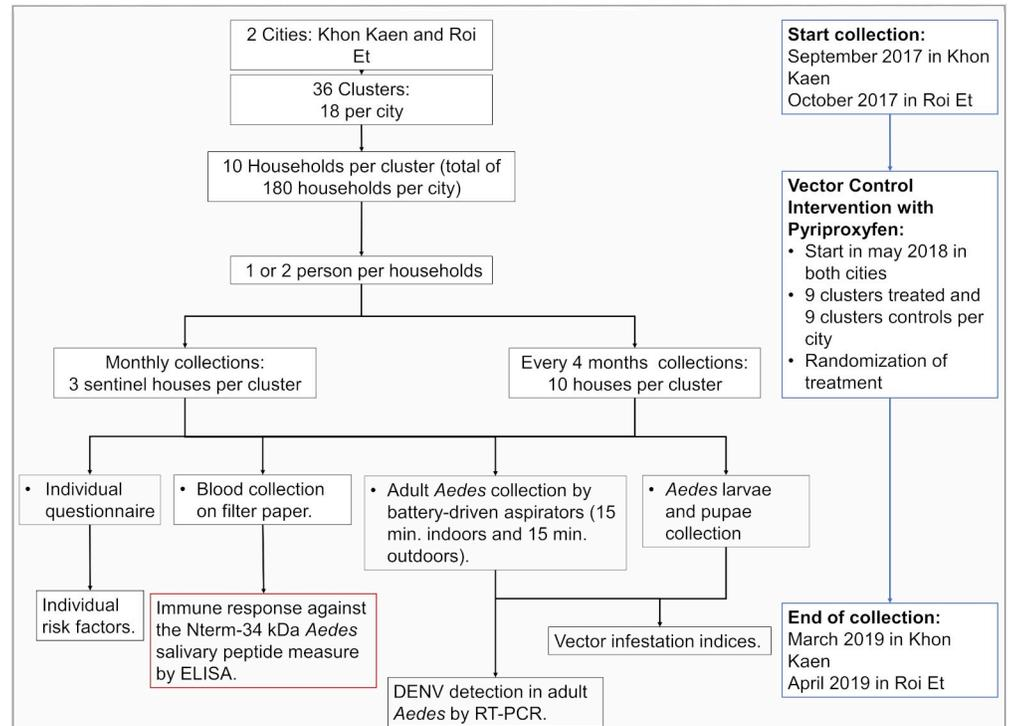 2 Cities: Khon Kaen and Roi
Et
36 Clusters:
18 per city
10 Households per cluster (total of
180 households per city)
1 or 2 person per households
Monthly collections:
3 sentinel houses per cluster
Every 4 months collections:
10 houses per cluster
• Individual
questionnaire
• Blood collection
on filter paper.
• Adult Aedes collection by
battery-driven aspirators (15
min. indoors and 15 min.
outdoors).
• Aedes larvae
and pupae
collection
Individual
risk factors.
Immune response against
the Nterm-34 kDa Aedes
salivary peptide measure
by ELISA.
Vector infestation indices.
DENV detection in adult
Aedes by RT-PCR.
Start collection:
September 2017 in Khon
Kaen
October 2017 in Roi Et
Vector Control
Intervention with
Pyriproxyfen:
• Start in may 2018 in
both cities
• 9 clusters treated and
9 clusters controls per
city
• Randomization of
treatment
End of collection:
March 2019 in Khon
Kaen
April 2019 in Roi Et